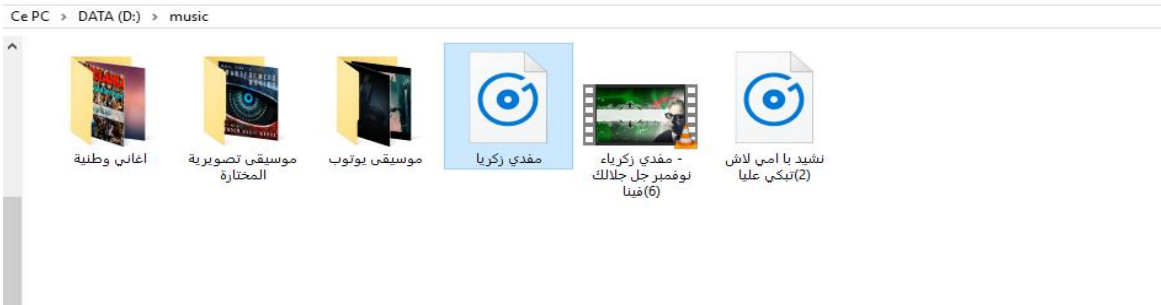 Ce PC > DATA (D:) > music
اغاني وطنية
موسيقى تصويرية
المختارة
موسيقى يوتوب
مفدي زكريا
مفدي زكرياء -
نوفمبر جل جلالك
فينا(6)
نشيد با امي لاش
تبكي عليا(2)